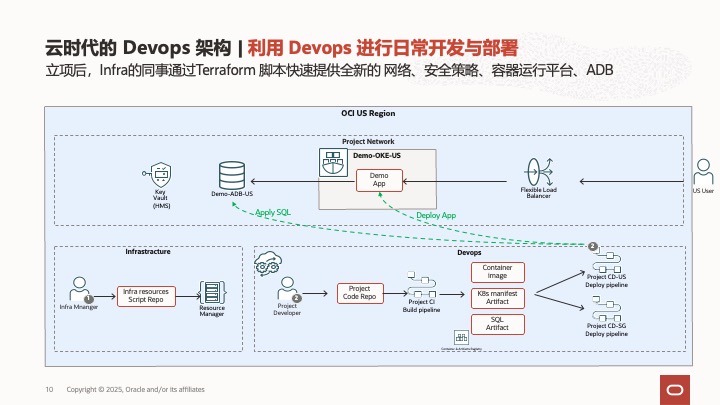 云时代的 Devops 架构 | 利用 Devops 进行日常开发与部署
立项后，Infra的同事通过Terraform 脚本快速提供全新的 网络、安全策略、容器运行平台、ADB
OCI US Region
Project Network
Demo-OKE-US
Demo
App
Key
Vault
(HMS)
Demo-ADB-US
Flexible Load
Balancer
US User
Apply SQL
Deploy App
Infrastracture
Infra Mnanger
1
Infra resources
Script Repo
Resource
Manager
Devops
Project
Developer
2
Project
Code Repo
Project CI
Build pipeline
Container
image
K8s manifest
Artifact
SQL
Artifact
2
Project CD-US
Deploy pipeline
Project CD-SG
Deploy pipeline
10
Copyright © 2025, Oracle and/or its affiliates